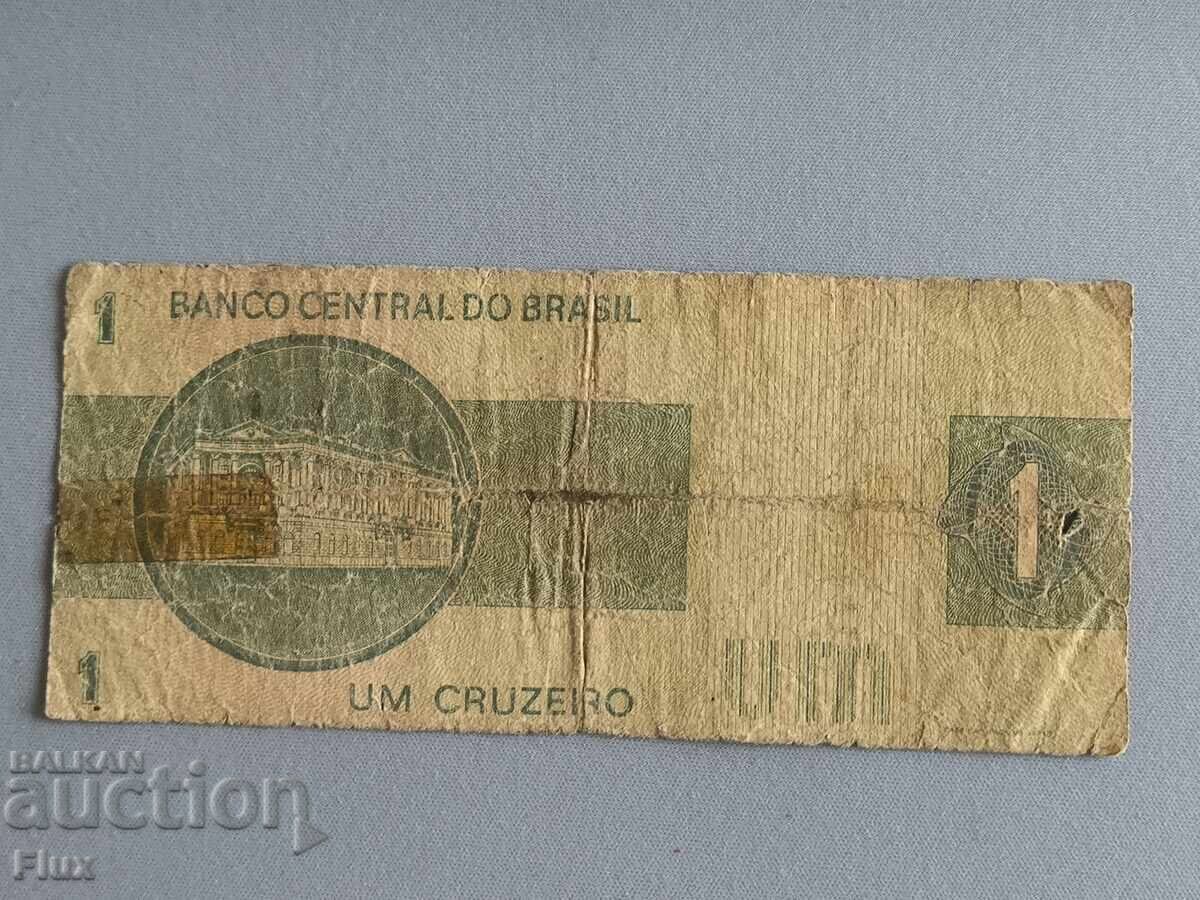 1
BANCO CENTRAL DO BRASIL
1
1
UM CRUZEIRO
um
BALKAN
auction
Flux